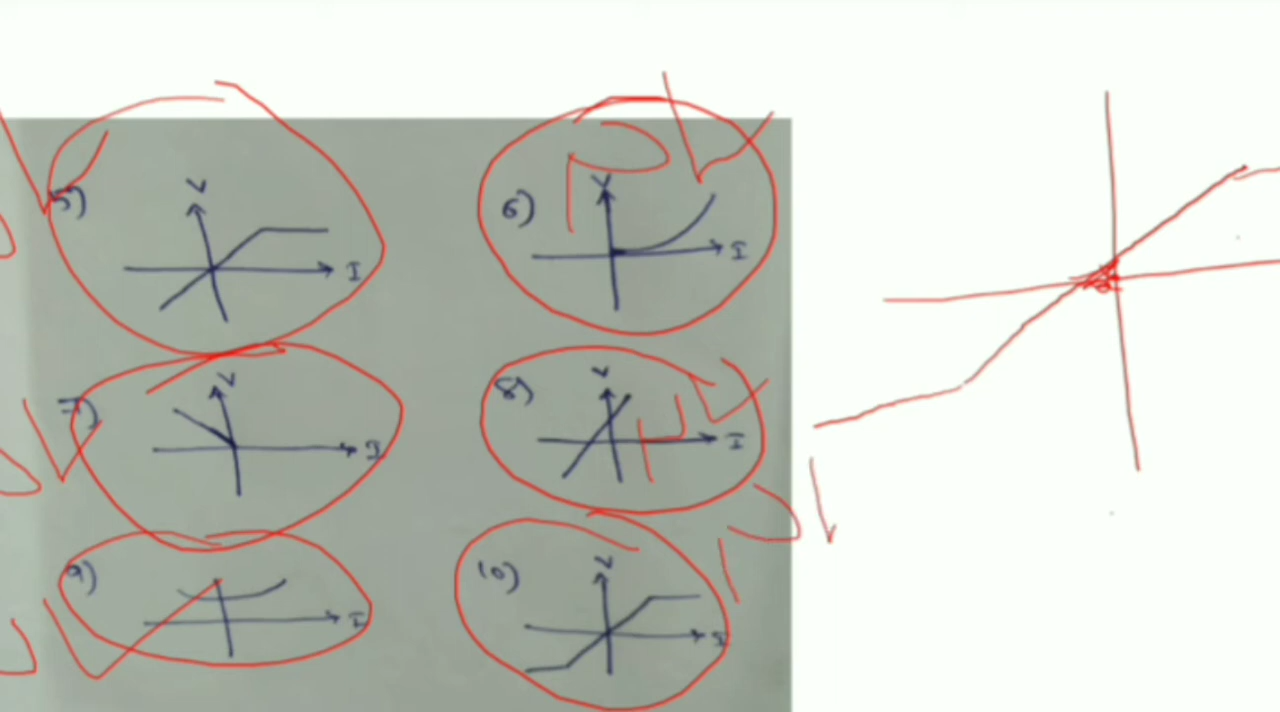 5) V I
6) V I
7) V I
8) V I
9) I
10) V I